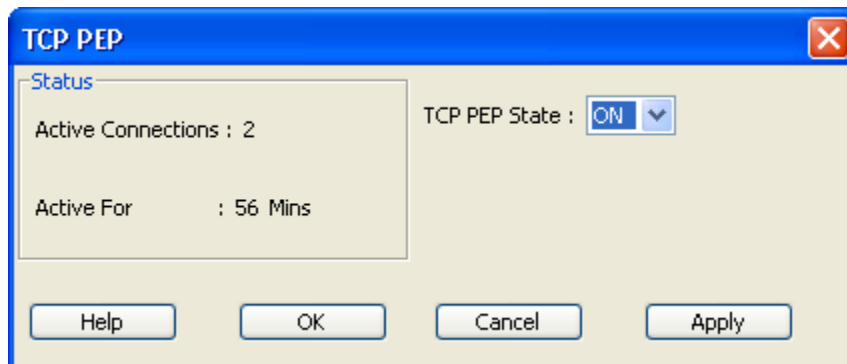 TCP PEP
Status
Active Connections : 2
Active For : 56 Mins
TCP PEP State : ON
Help
OK
Cancel
Apply